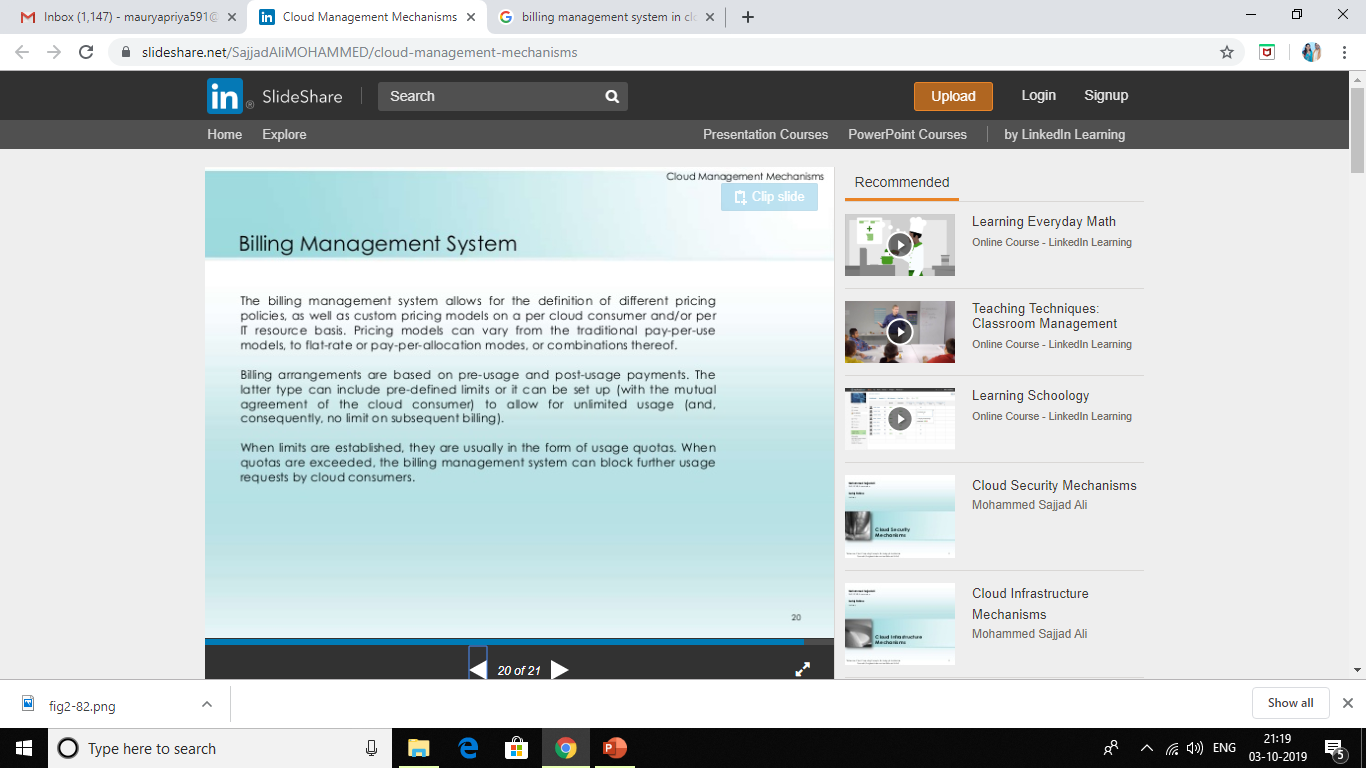 Inbox (1,147) - mauryapriya591@
Cloud Management Mechanisms
billing management system in clo
slideshare.net/SajjadAliMOHAMMED/cloud-management-mechanisms
in SlideShare
Search
Upload
Login
Signup
Home
Explore
Presentation Courses
PowerPoint Courses
by LinkedIn Learning
Cloud Management Mechanisms
Clip slide
Billing Management System
The billing management system allows for the definition of different pricing
policies, as well as custom pricing models on a per cloud consumer and/or per
IT resource basis. Pricing models can vary from the traditional pay-per-use
models, to flat-rate or pay-per-allocation modes, or combinations thereof.
Billing arrangements are based on pre-usage and post-usage payments. The
latter type can include pre-defined limits or it can be set up (with the mutual
agreement of the cloud consumer) to allow for unlimited usage (and,
consequently, no limit on subsequent billing).
When limits are established, they are usually in the form of usage quotas. When
quotas are exceeded, the billing management system can block further usage
requests by cloud consumers.
20
20 of 21
Recommended
Learning Everyday Math
Online Course - LinkedIn Learning
Teaching Techniques:
Classroom Management
Online Course - LinkedIn Learning
Learning Schoology
Online Course - LinkedIn Learning
Cloud Security
Mechanisms
Cloud Security Mechanisms
Mohammed Sajjad Ali
Cloud Infrastructure
Mechanisms
Cloud Infrastructure
Mechanisms
Mohammed Sajjad Ali
fig2-82.png
Show all
Type here to search
ENG
21:19
03-10-2019
5